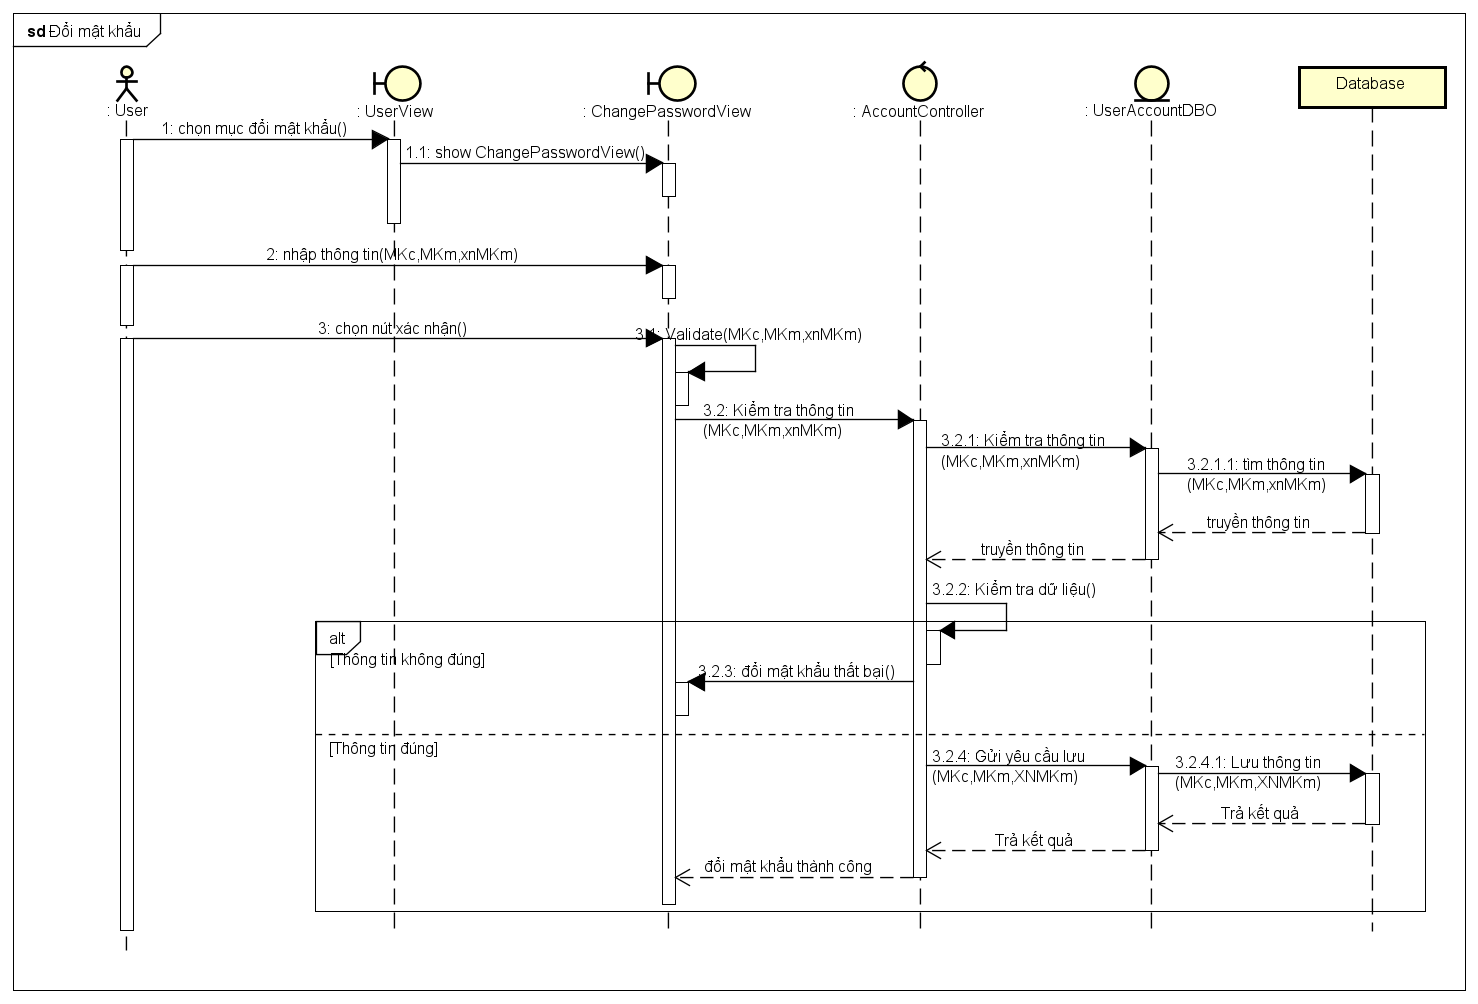 sd Đổi mật khẩu
: User
: UserView
: ChangePasswordView
: AccountController
: UserAccountDBO
Database
1: chọn mục đổi mật khẩu()
1.1: show ChangePasswordView()
2: nhập thông tin(MKc,MKm,xnMKm)
3: chọn nút xác nhận()
3.1: Validate(MKc,MKm,xnMKm)
3.2: Kiểm tra thông tin
(MKc,MKm,xnMKm)
3.2.1: Kiểm tra thông tin
(MKc,MKm,xnMKm)
3.2.1.1: tìm thông tin
(MKc,MKm,xnMKm)
truyền thông tin
truyền thông tin
3.2.2: Kiểm tra dữ liệu()
alt
[Thông tin không đúng]
3.2.3: đổi mật khẩu thất bại()
[Thông tin đúng]
3.2.4: Gửi yêu cầu lưu
(MKc,MKm,XNMKm)
3.2.4.1: Lưu thông tin
(MKc,MKm,XNMKm)
Trả kết quả
Trả kết quả
đổi mật khẩu thành công